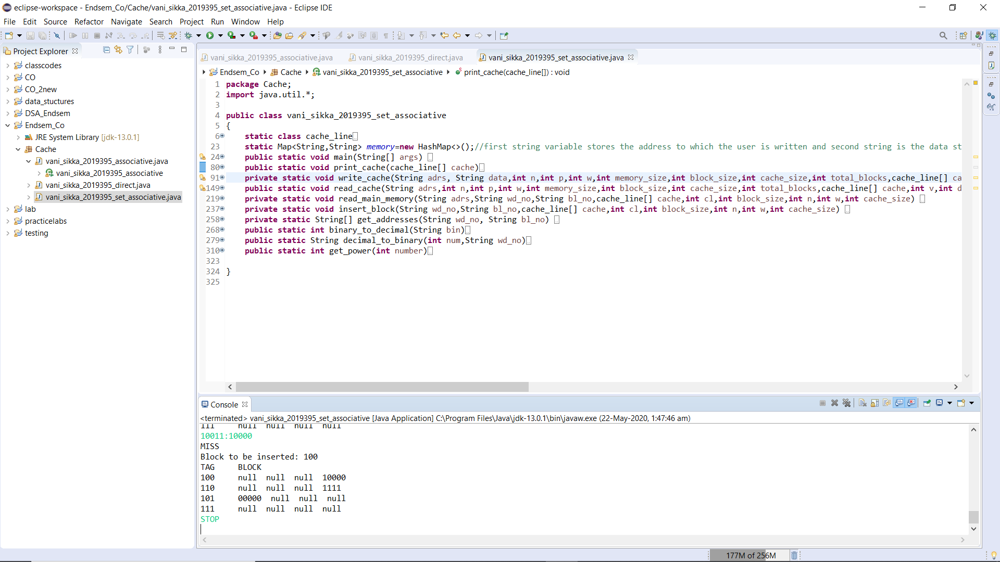 eclipse-workspace - Endsem_Co/Cache/vani_sikka_2019395_set_associative.java - Eclipse IDE
File Edit Source Refactor Navigate Search Project Run Window Help
Project Explorer
classcodes
CO
CO_2new
data_stuctures
DSA_Endsem
Endsem_Co
JRE System Library [jdk-13.0.1]
Cache
vani_sikka_2019395_associative.java
vani_sikka_2019395_associative
vani_sikka_2019395_direct.java
vani_sikka_2019395_set_associative.java
lab
practicelabs
testing
vani_sikka_2019395_associative.java vani_sikka_2019395_direct.java vani_sikka_2019395_set_associative.java
Endsem_Co Cache vani_sikka_2019395_set_associative print_cache(cache_line[]) : void
1 package Cache;
2 import java.util.*;
3
4 public class vani_sikka_2019395_set_associative
5 {
6 static class cache_line
23 static Map<String,String> memory=new HashMap<>();//first string variable stores the address to which the user is written and second string is the data st
24 public static void main(String[] args)
80 public static void print_cache(cache_line[] cache)
91 private static void write_cache(String adrs, String data,int n,int p,int w,int memory_size,int block_size,int cache_size,int total_blocks,cache_line[] ca
149 public static void read_cache(String adrs,int n,int p,int w,int memory_size,int block_size,int cache_size,int total_blocks,cache_line[] cache,int v,int d
219 private static void read_main_memory(String adrs,String wd_no,String bl_no,cache_line[] cache,int cl,int block_size,int n,int w,int cache_size)
237 private static void insert_block(String wd_no,String bl_no,cache_line[] cache,int cl,int block_size,int n,int w,int cache_size)
258 private static String[] get_addresses(String wd_no, String bl_no)
268 public static int binary_to_decimal(String bin)
279 public static String decimal_to_binary(int num,String wd_no)
310 public static int get_power(int number)
323
324 }
325
Console
<terminated> vani_sikka_2019395_set_associative [Java Application] C:\Program Files\Java\jdk-13.0.1\bin\javaw.exe (22-May-2020, 1:47:46 am)
111 null null null null
10011:10000
MISS
Block to be inserted: 100
TAG BLOCK
100 null null null 10000
110 null null null 1111
101 00000 null null null
111 null null null null
STOP
177M of 256M